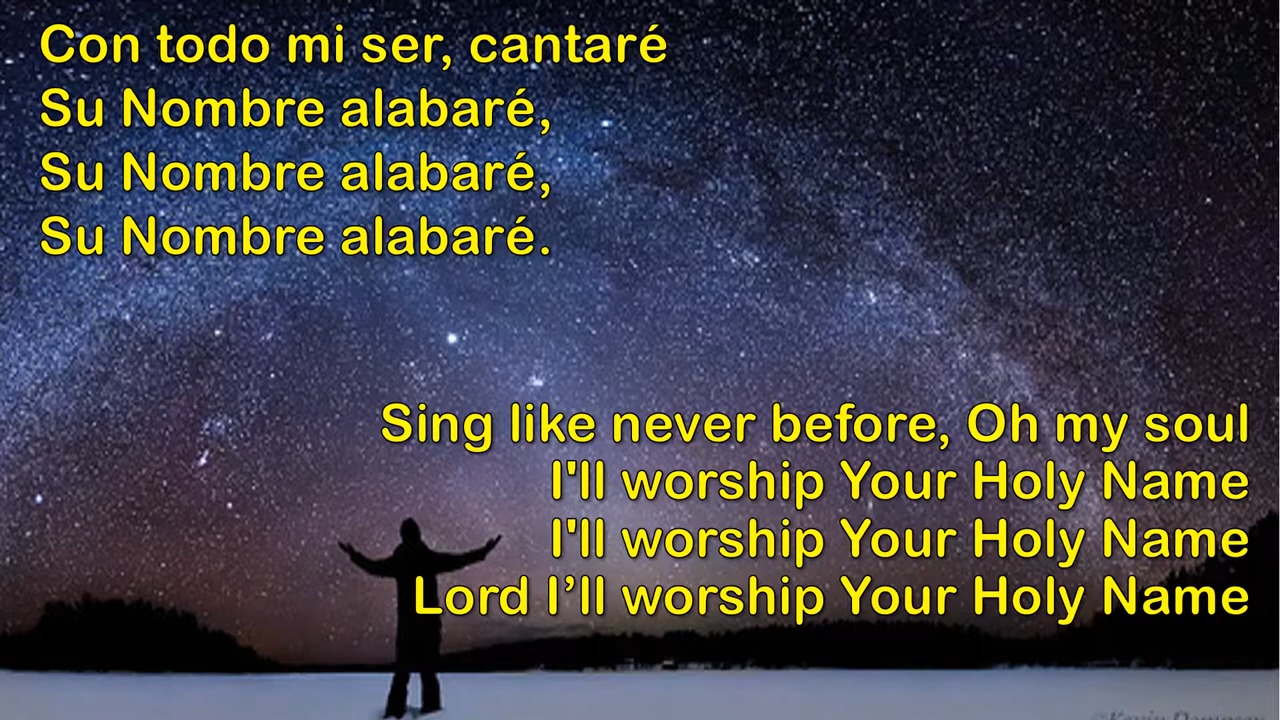 Con todo mi ser, cantaré
Su Nombre alabaré,
Su Nombre alabaré,
Su Nombre alabaré.
Sing like never before, Oh my soul
I'll worship Your Holy Name
I'll worship Your Holy Name
Lord I’ll worship Your Holy Name